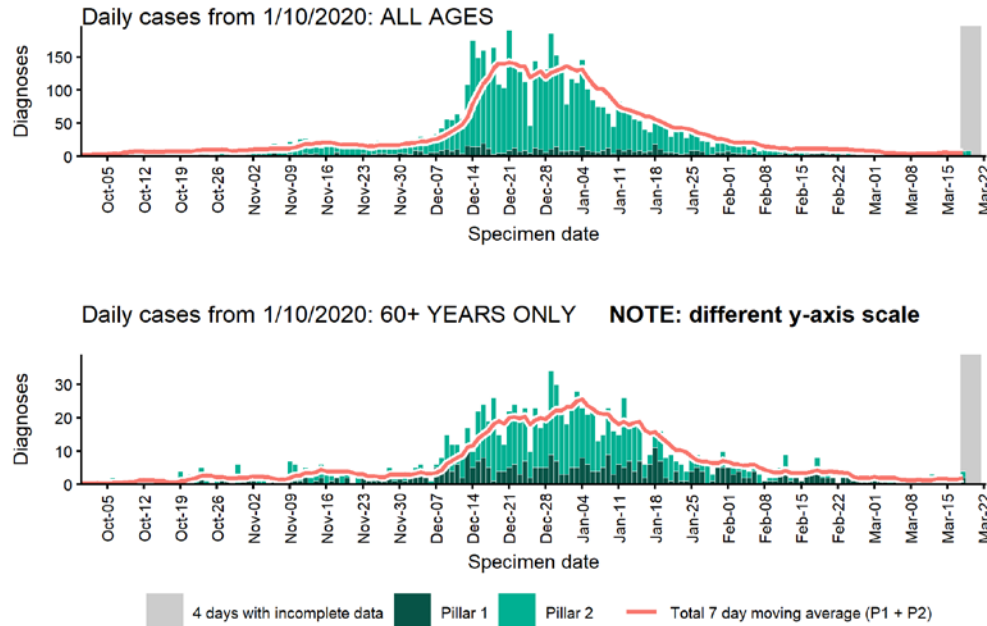 Daily cases from 1/10/2020: ALL AGES
Diagnoses
150
100
50
0
Oct-05
Oct-12
Oct-19
Oct-26
Nov-02
Nov-09
Nov-16
Nov-23
Nov-30
Dec-07
Dec-14
Dec-21
Dec-28
Jan-04
Jan-11
Jan-18
Jan-25
Feb-01
Feb-08
Feb-15
Feb-22
Mar-01
Mar-08
Mar-15
Mar-22
Specimen date
Daily cases from 1/10/2020: 60+ YEARS ONLY NOTE: different y-axis scale
Diagnoses
30
20
10
0
Oct-05
Oct-12
Oct-19
Oct-26
Nov-02
Nov-09
Nov-16
Nov-23
Nov-30
Dec-07
Dec-14
Dec-21
Dec-28
Jan-04
Jan-11
Jan-18
Jan-25
Feb-01
Feb-08
Feb-15
Feb-22
Mar-01
Mar-08
Mar-15
Mar-22
Specimen date
4 days with incomplete data Pillar 1 Pillar 2 Total 7 day moving average (P1 + P2)